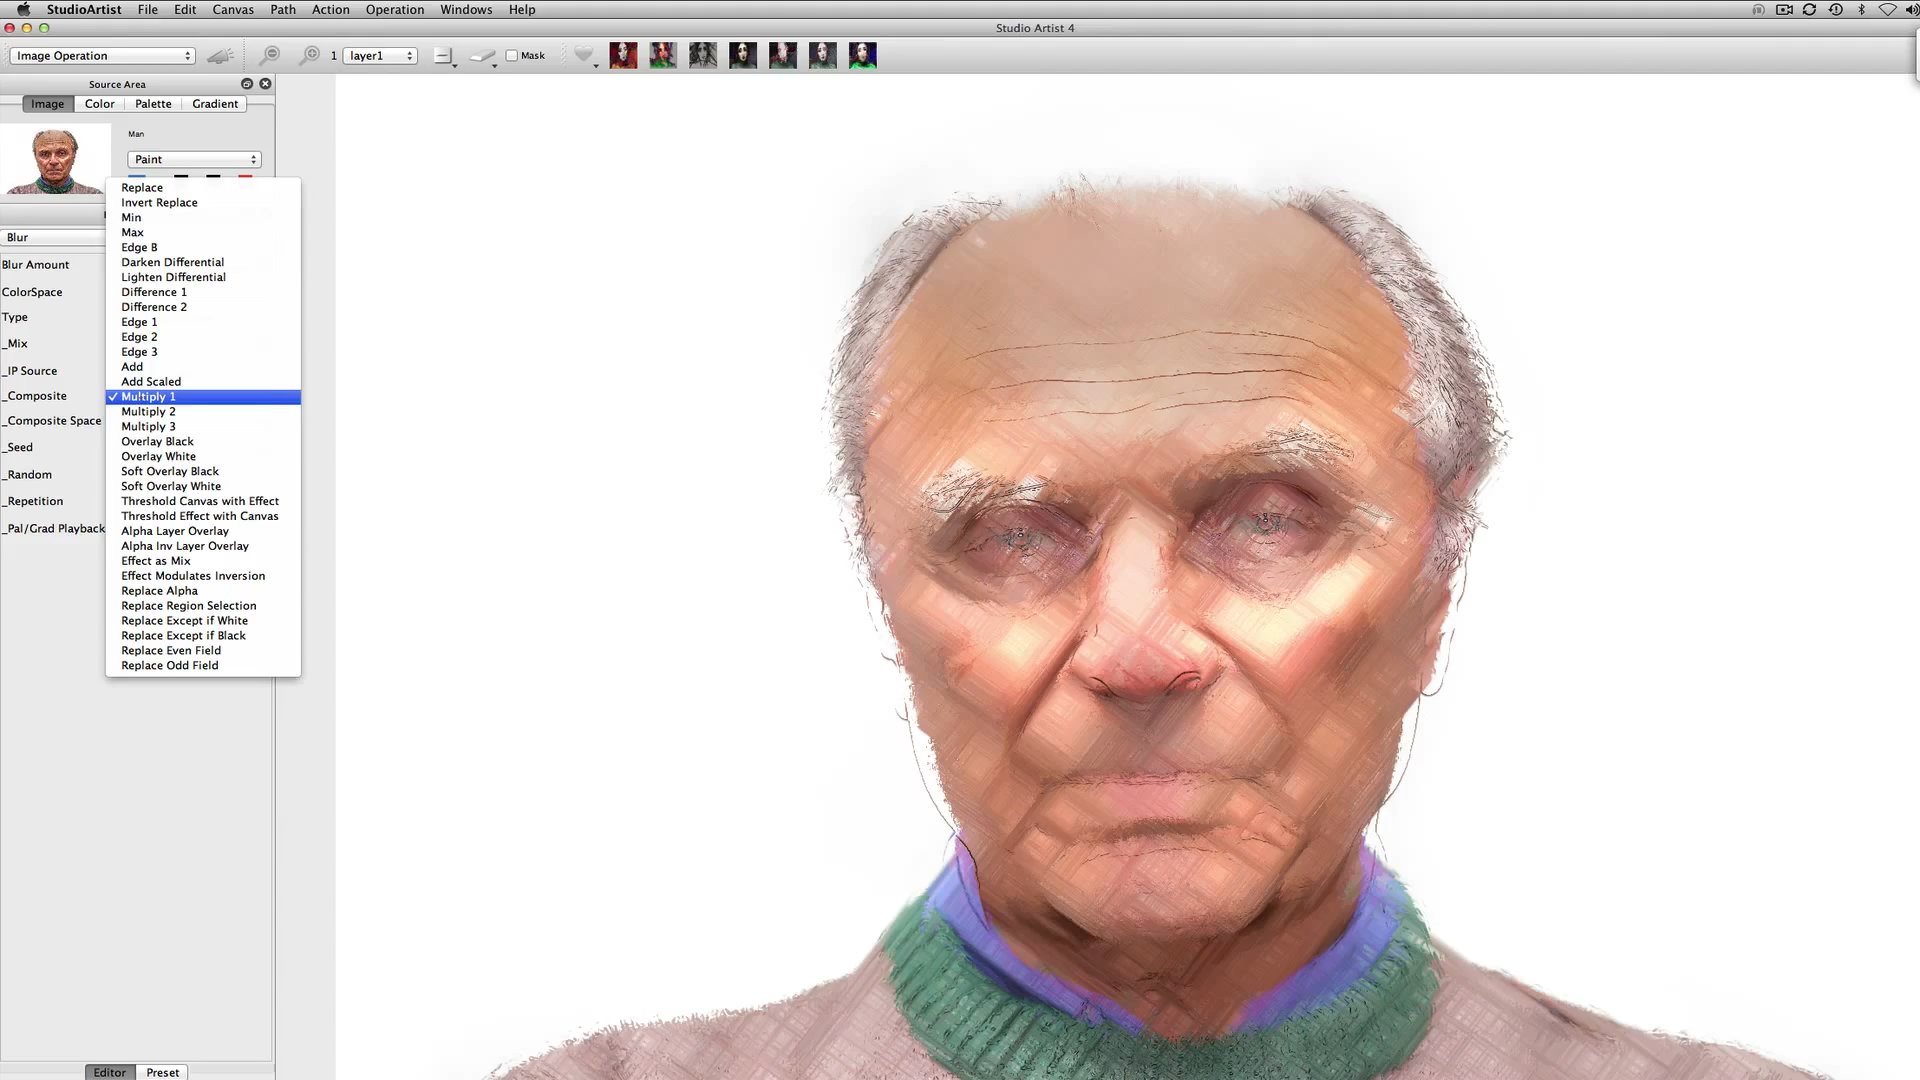 StudioArtist File Edit Canvas Path Action Operation Windows Help
Studio Artist 4
Image Operation 1 layer1 Mask
Source Area
Image Color Palette Gradient
Man
Paint
Replace
Invert Replace
Min
Max
Edge B
Darken Differential
Lighten Differential
Difference 1
Difference 2
Edge 1
Edge 2
Edge 3
Add
Add Scaled
Multiply 1
Multiply 2
Multiply 3
Overlay Black
Overlay White
Soft Overlay Black
Soft Overlay White
Threshold Canvas with Effect
Threshold Effect with Canvas
Alpha Layer Overlay
Alpha Inv Layer Overlay
Effect as Mix
Effect Modulates Inversion
Replace Alpha
Replace Region Selection
Replace Except if White
Replace Except if Black
Replace Even Field
Replace Odd Field
Blur
Blur Amount
ColorSpace
Type
_Mix
_IP Source
_Composite
_Composite Space
_Seed
_Random
_Repetition
_Pal/Grad Playback
Editor Preset